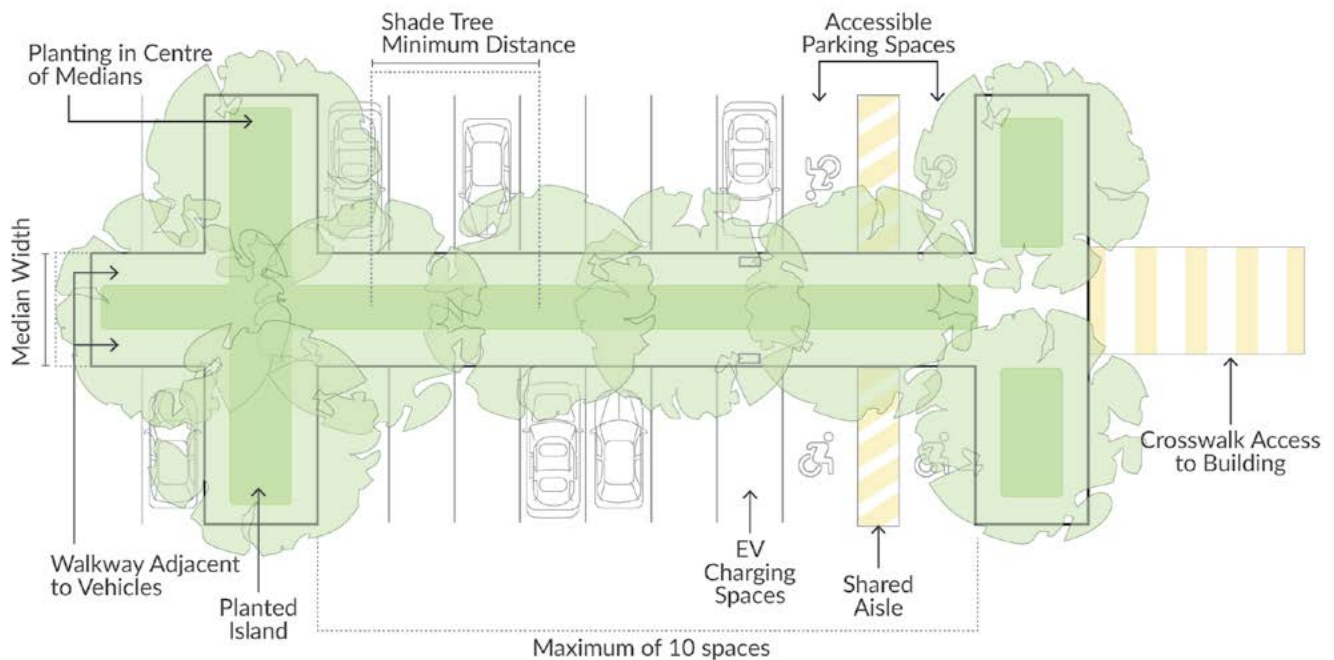 Shade Tree
Minimum Distance
Accessible
Parking Spaces
Planting in Centre
of Medians
Median Width
Crosswalk Access
to Building
Walkway Adjacent
to Vehicles
Planted
Island
EV
Charging
Spaces
Shared
Aisle
Maximum of 10 spaces